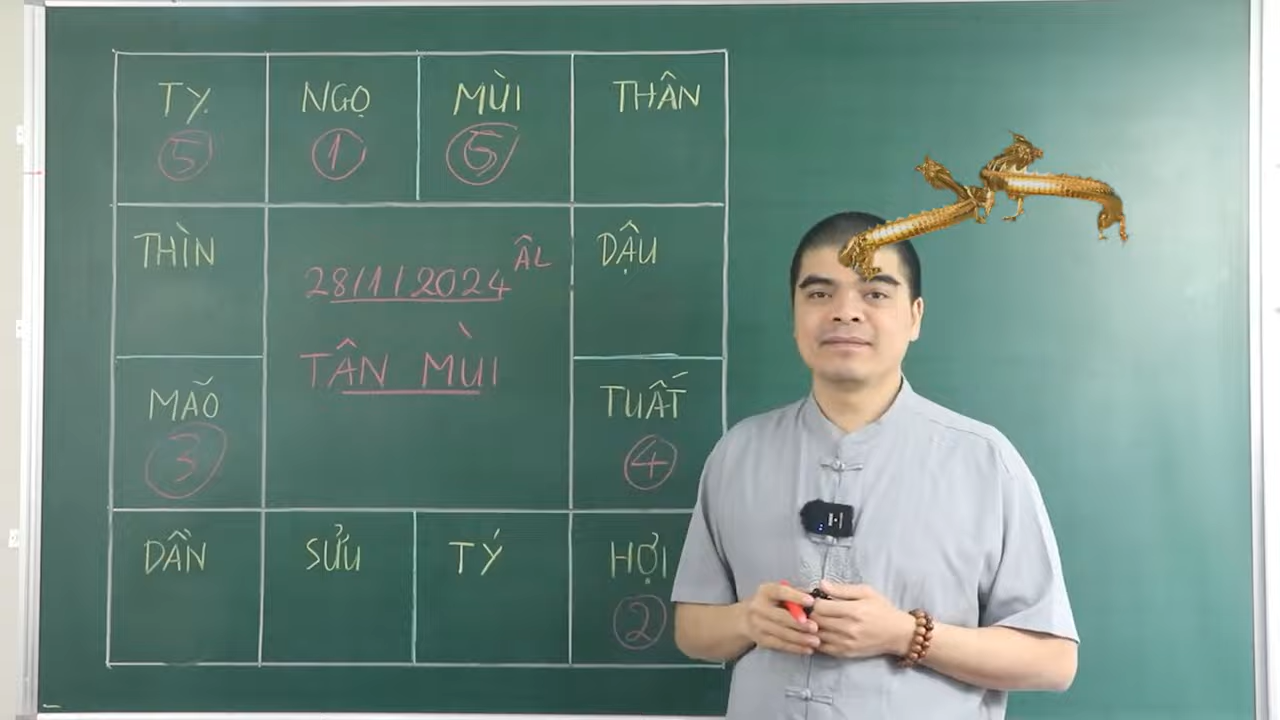 TỴ
⑤
NGỌ
①
MÙI
⑤
THÂN
THÌN
28/1/2024 ÂL
TÂN MÙI
DẬU
MÃO
③
TUẤT
④
DẦN
SỬU
TÝ
HỢI
②